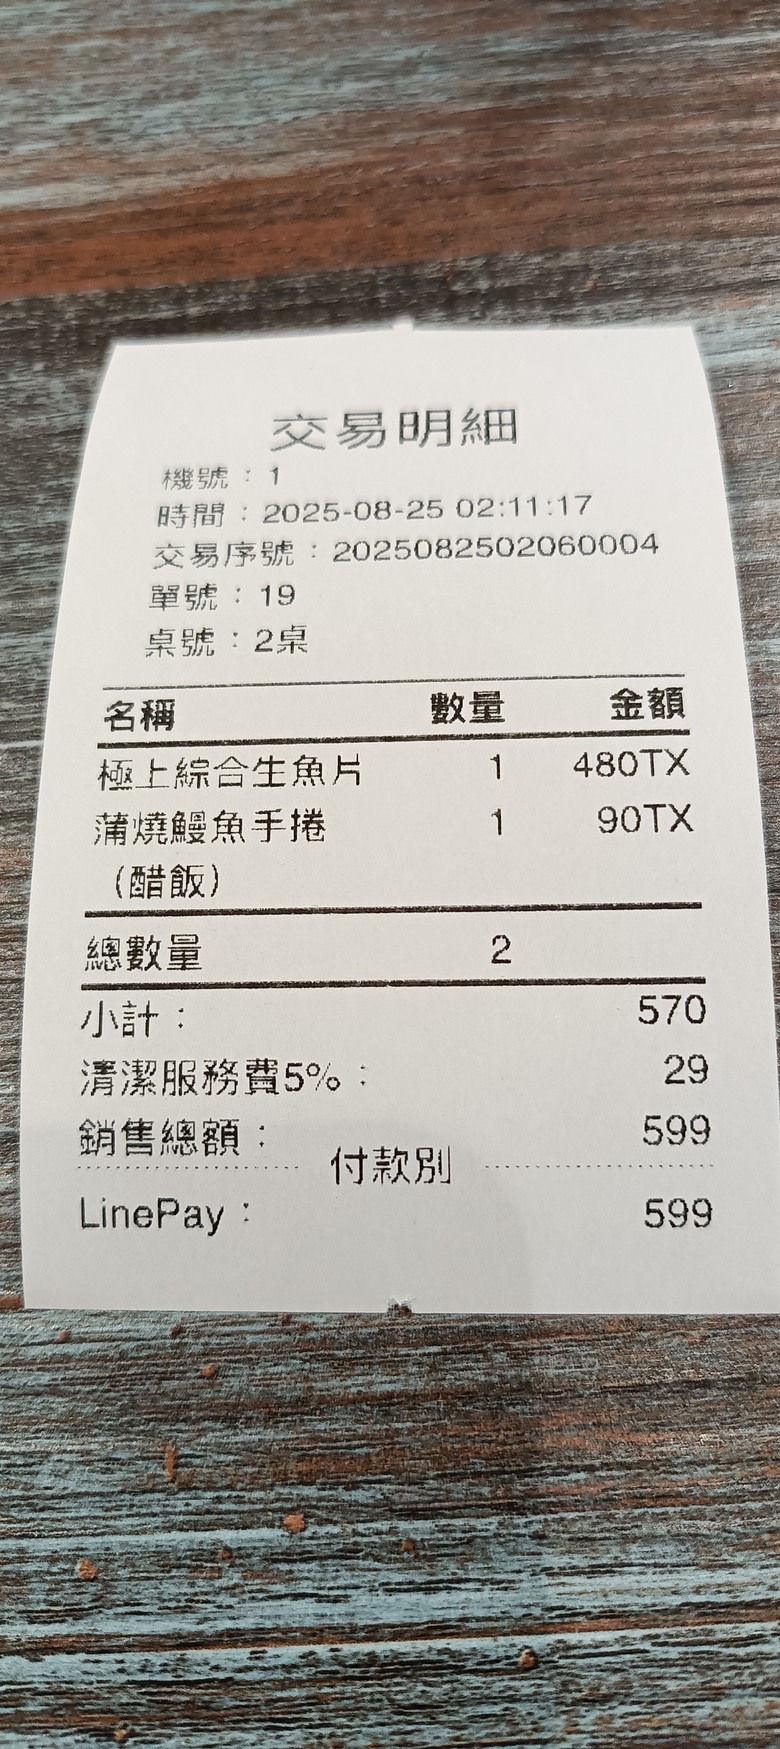 交易明細
機號：1
時間：2025-08-25 02:11:17
交易序號：2025082502060004
單號：19
桌號：2桌
名稱 數量 金額
極上綜合生魚片 1 480TX
蒲燒鰻魚手捲 1 90TX
（醋飯）
總數量 2
小計： 570
清潔服務費5%： 29
銷售總額： 599
付款別
LinePay： 599